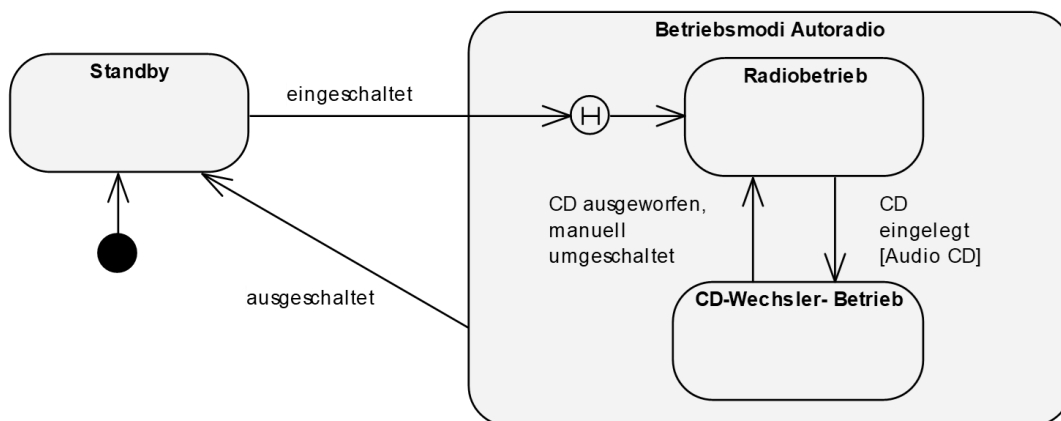 Betriebsmodi Autoradio
Standby
Radiobetrieb
eingeschaltet
H
CD ausgeworfen,
manuell
umgeschaltet
CD
eingelegt
[Audio CD]
ausgeschaltet
CD-Wechsler- Betrieb